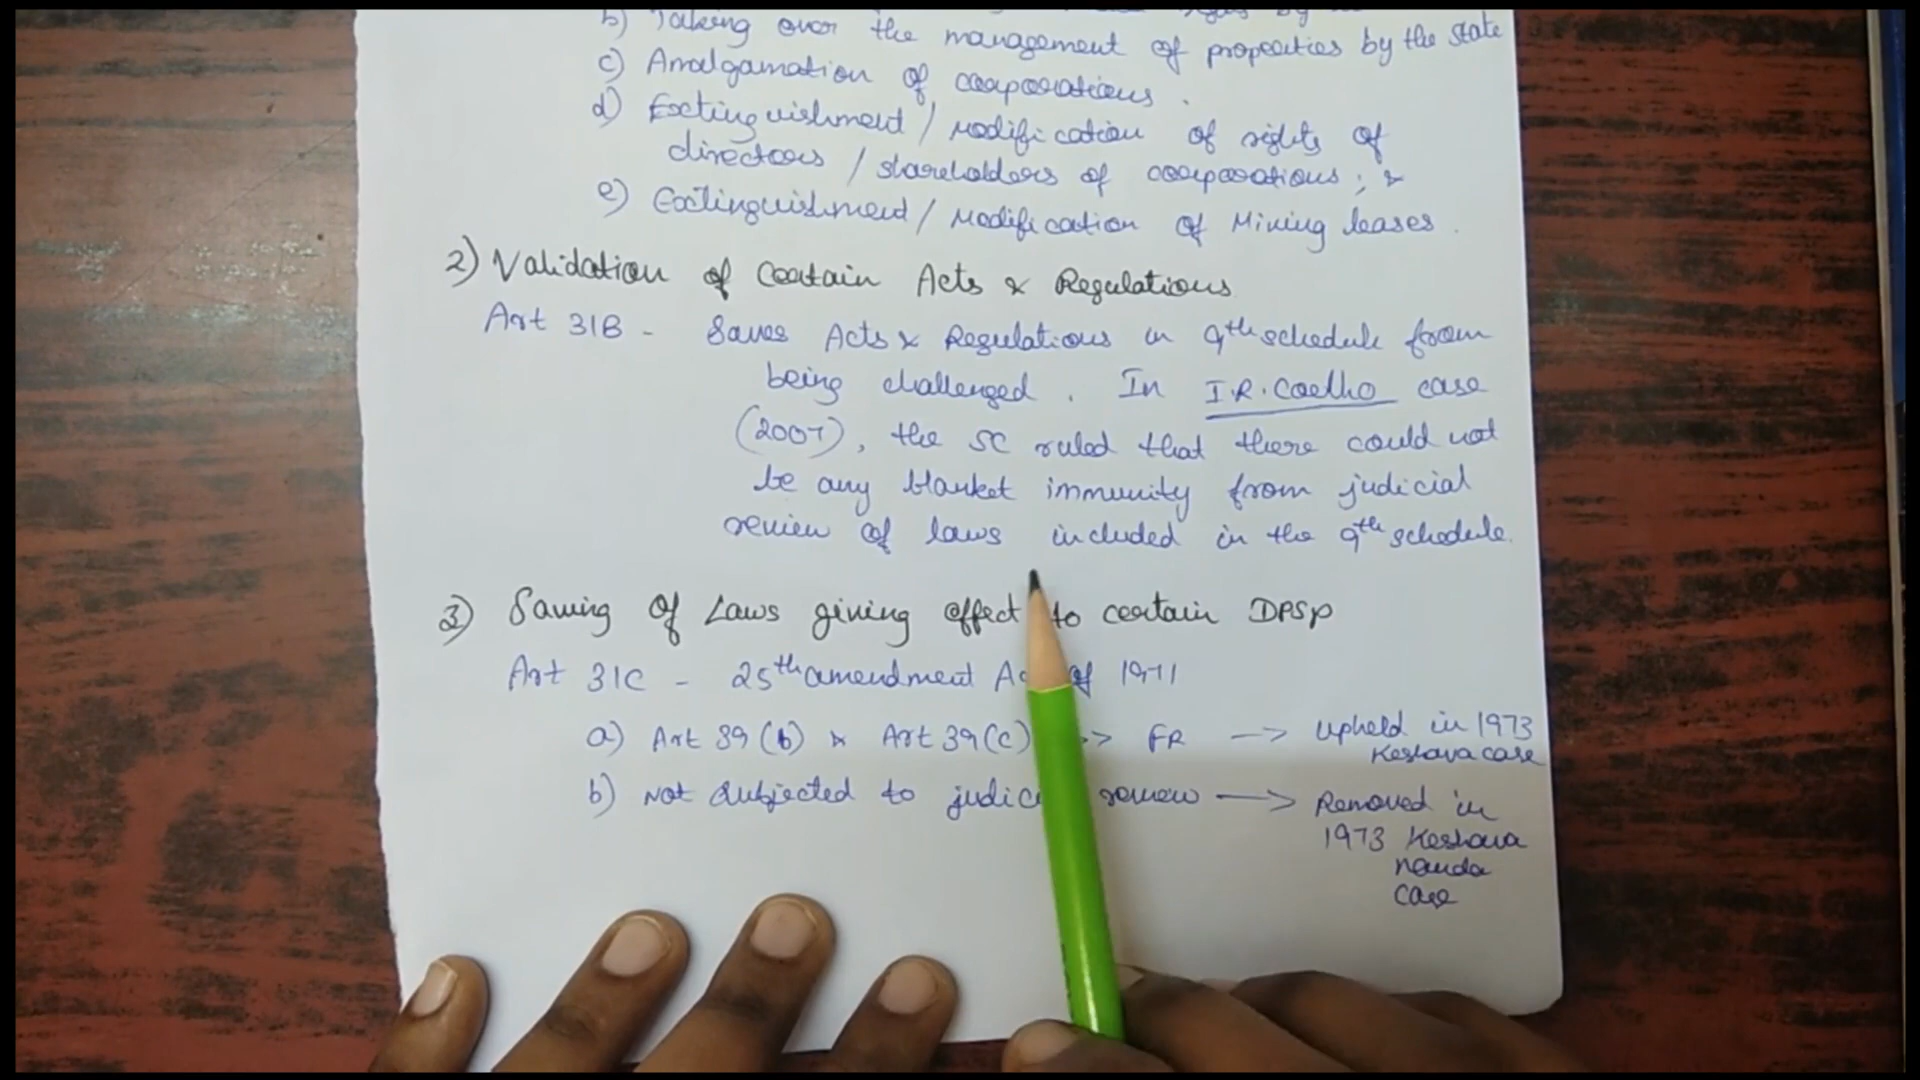 b) Taking over the management of properties by the state
c) Amalgamation of corporations.
d) Extinguishment / Modification of rights of
directors / shareholders of corporations; &
e) Extinguishment / Modification of Mining leases.
2) Validation of Certain Acts & Regulations
Art 31B - Saves Acts & Regulations in 9th schedule from
being challenged. In I.R. Coelho case
(2007), the SC ruled that there could not
be any blanket immunity from judicial
review of laws included in the 9th schedule.
3) Saving of Laws giving effect to certain DPSP
Art 31C - 25th amendment Ac of 1971
a) Art 39(b) & Art 39(c) > FR -> Upheld in 1973
Keshava case
b) Not subjected to judic review -> Removed in
1973 Keshava
nanda
case